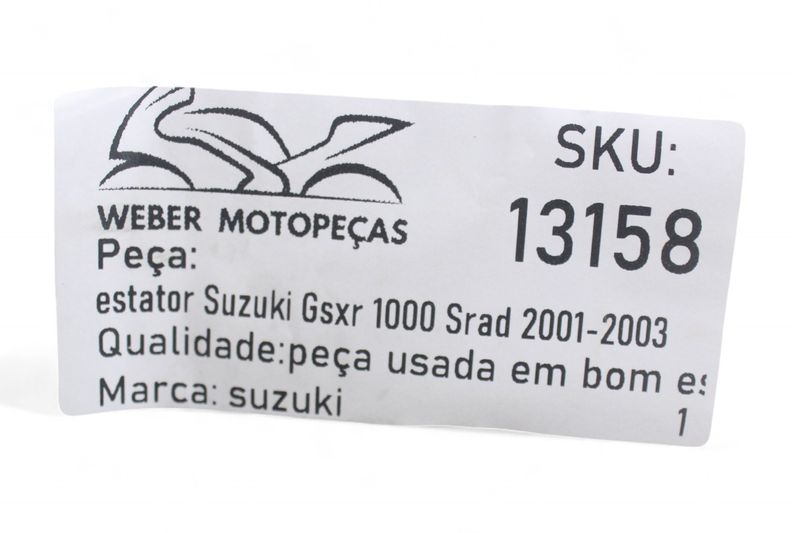 WEBER MOTOPEÇAS
SKU:
13158
Peça:
estator Suzuki Gsxr 1000 Srad 2001-2003
Qualidade:peça usada em bom
Marca: suzuki
1